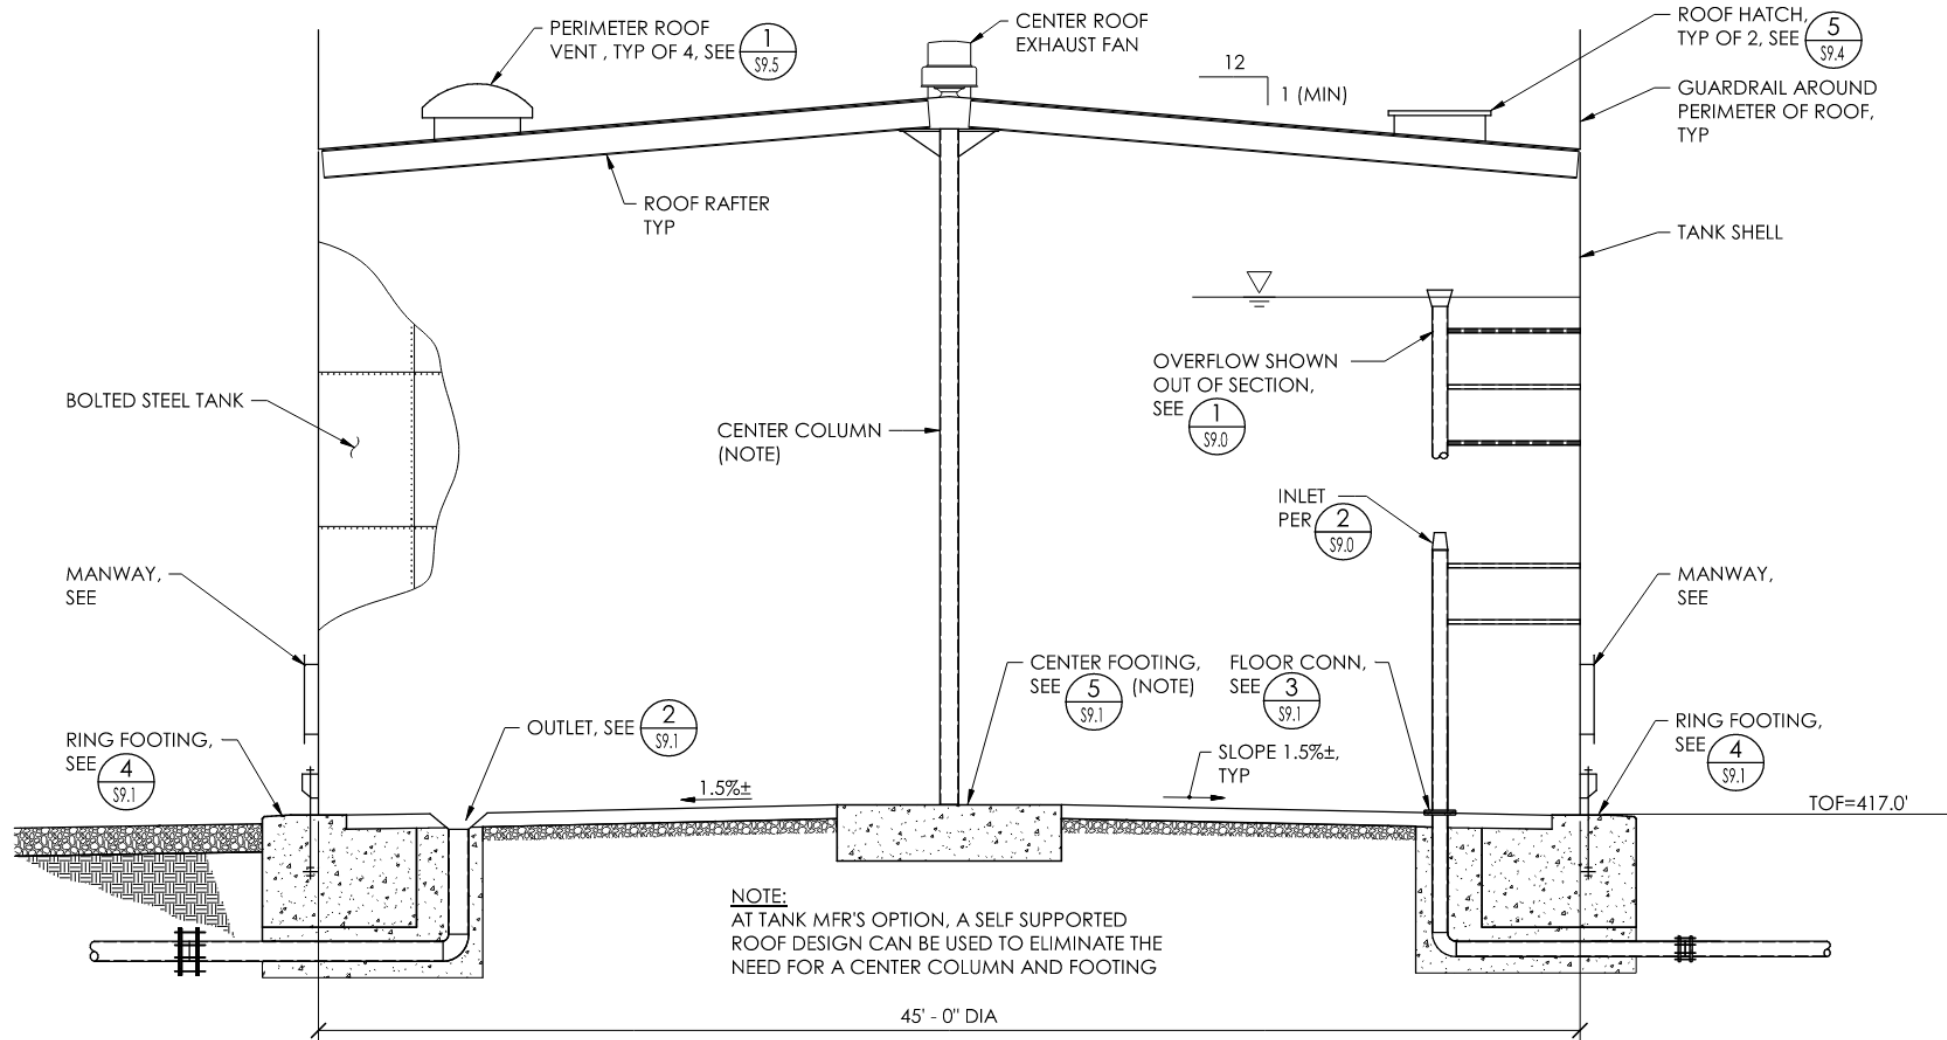 PERIMETER ROOF
VENT , TYP OF 4, SEE
1
S9.5
CENTER ROOF
EXHAUST FAN
12
1 (MIN)
ROOF HATCH,
TYP OF 2, SEE
5
S9.4
GUARDRAIL AROUND
PERIMETER OF ROOF,
TYP
ROOF RAFTER
TYP
TANK SHELL
BOLTED STEEL TANK
CENTER COLUMN
(NOTE)
OVERFLOW SHOWN
OUT OF SECTION,
SEE
1
S9.0
INLET
PER
2
S9.0
MANWAY,
SEE
MANWAY,
SEE
CENTER FOOTING,
SEE
5
S9.1
(NOTE)
FLOOR CONN,
SEE
3
S9.1
OUTLET, SEE
2
S9.1
RING FOOTING,
SEE
4
S9.1
RING FOOTING,
SEE
4
S9.1
1.5%±
SLOPE 1.5%±,
TYP
TOF=417.0'
NOTE:
AT TANK MFR'S OPTION, A SELF SUPPORTED
ROOF DESIGN CAN BE USED TO ELIMINATE THE
NEED FOR A CENTER COLUMN AND FOOTING
45' - 0" DIA